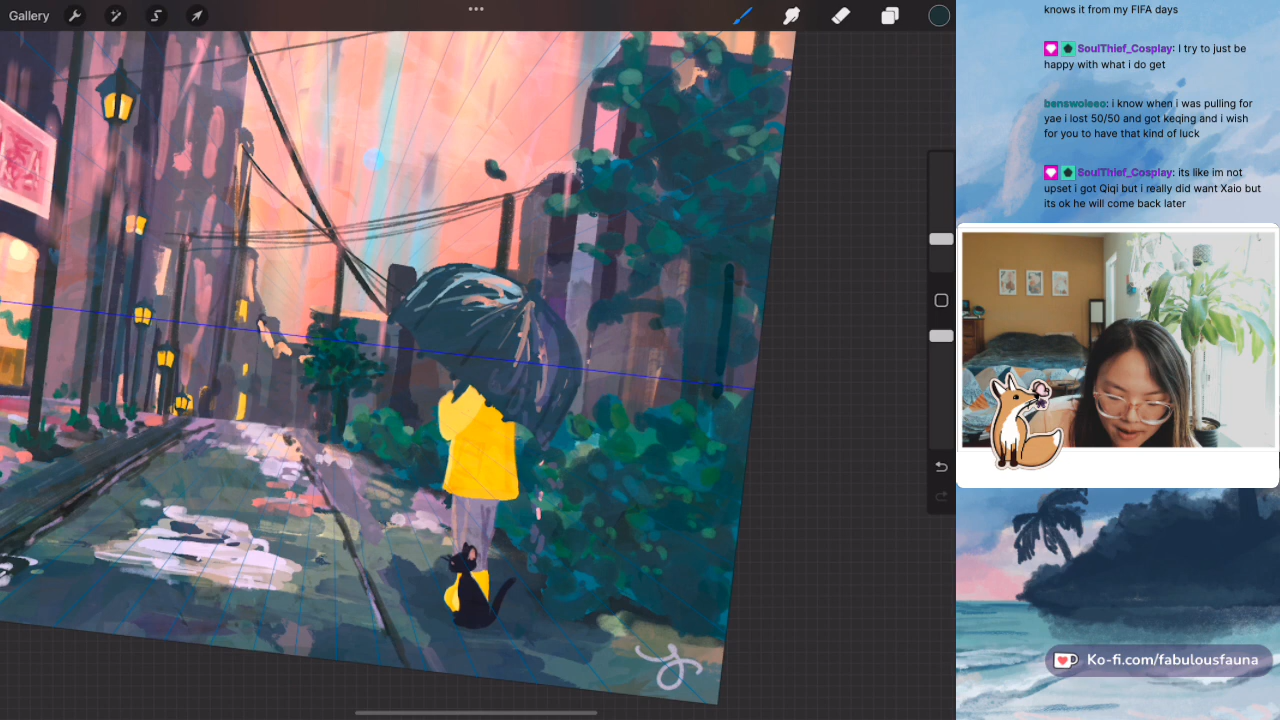 Gallery
knows it from my FIFA days
SoulThief_Cosplay: I try to just be
happy with what i do get
benswoleeo: i know when i was pulling for
yae i lost 50/50 and got keqing and i wish
for you to have that kind of luck
SoulThief_Cosplay: its like im not
upset i got Qiqi but i really did want Xaio but
its ok he will come back later
Ko-fi.com/fabulousfauna